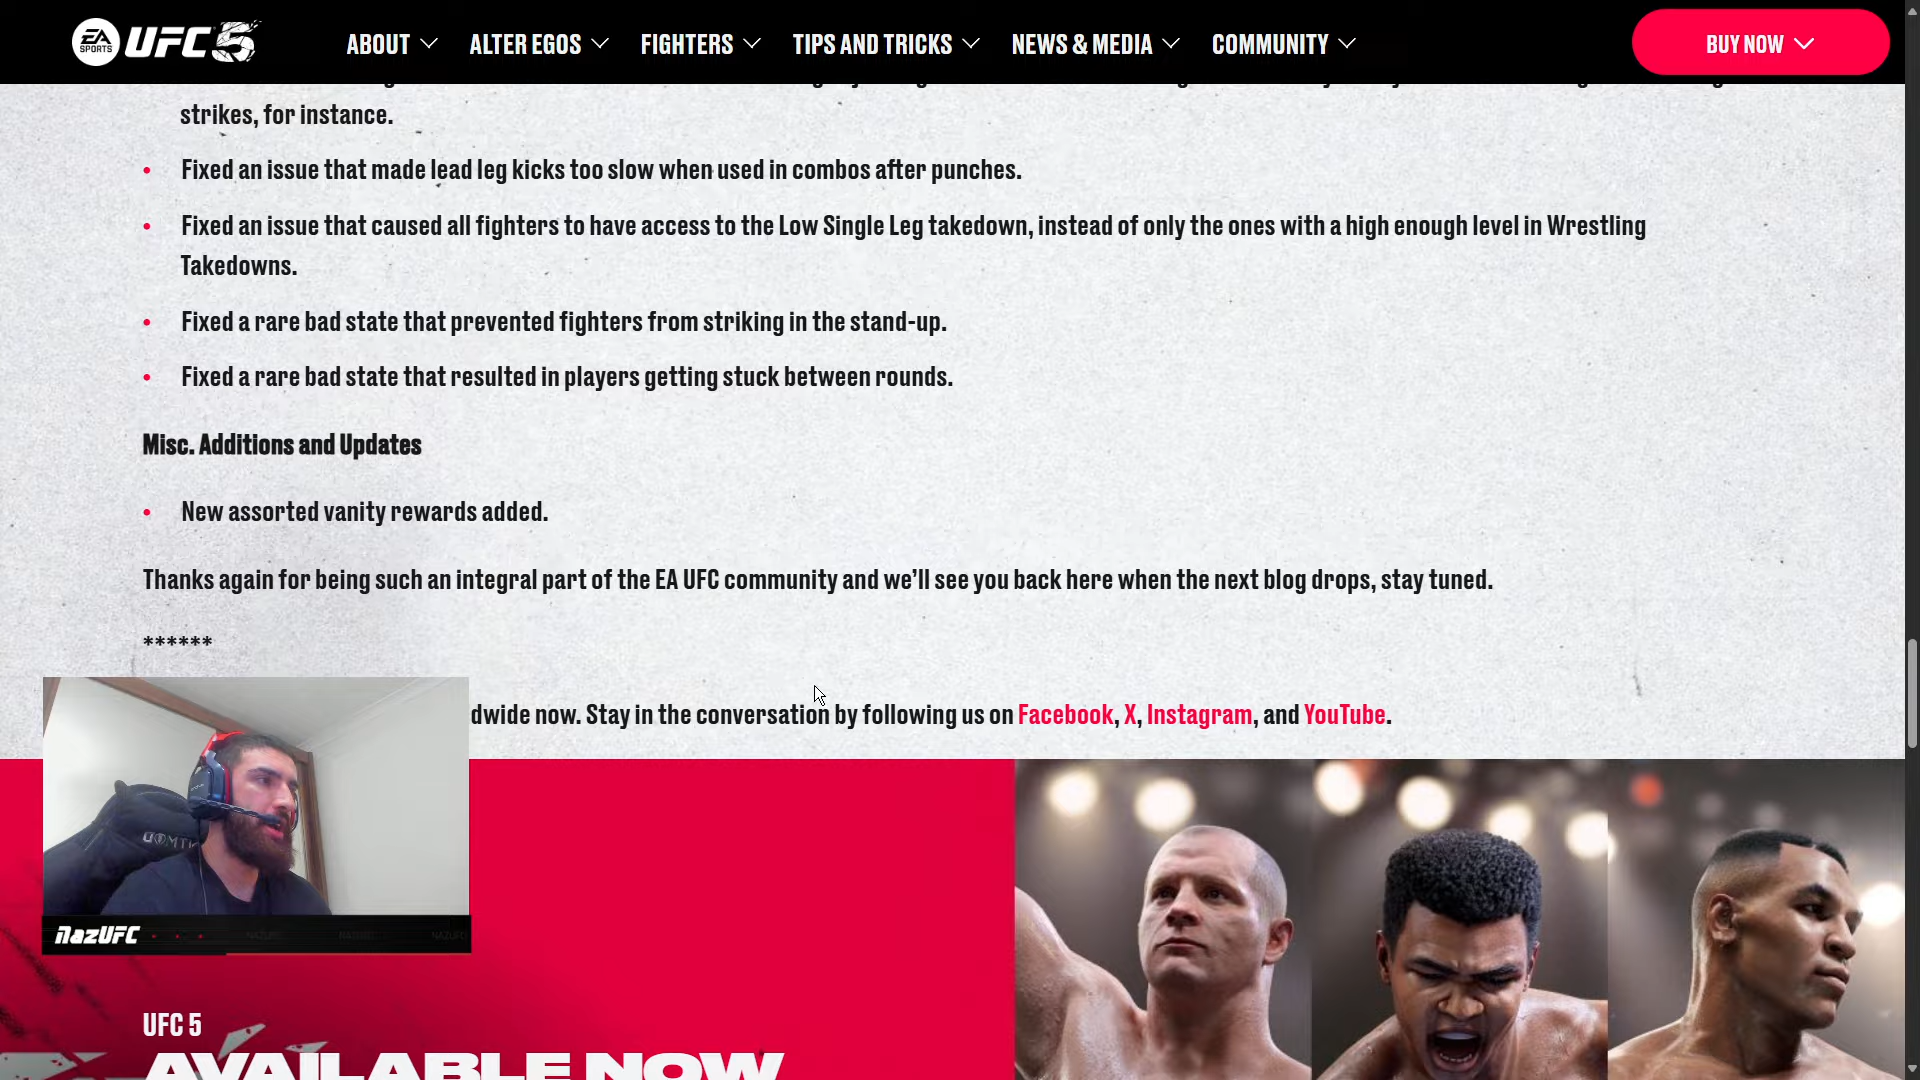 EA SPORTS UFC 5 ABOUT ALTER EGOS FIGHTERS TIPS AND TRICKS NEWS & MEDIA COMMUNITY BUY NOW
strikes, for instance.
• Fixed an issue that made lead leg kicks too slow when used in combos after punches.
• Fixed an issue that caused all fighters to have access to the Low Single Leg takedown, instead of only the ones with a high enough level in Wrestling
Takedowns.
• Fixed a rare bad state that prevented fighters from striking in the stand-up.
• Fixed a rare bad state that resulted in players getting stuck between rounds.
Misc. Additions and Updates
• New assorted vanity rewards added.
Thanks again for being such an integral part of the EA UFC community and we’ll see you back here when the next blog drops, stay tuned.
******
dwide now. Stay in the conversation by following us on Facebook, X, Instagram, and YouTube.
NazUFC NAZUFC NAZUFC NAZUFC
UFC 5
AVAILABLE NOW